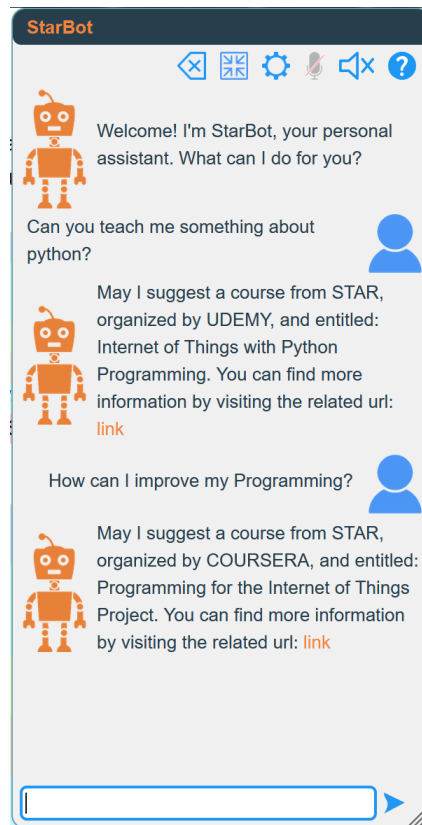 StarBot
Welcome! I'm StarBot, your personal
assistant. What can I do for you?
Can you teach me something about
python?
May I suggest a course from STAR,
organized by UDEMY, and entitled:
Internet of Things with Python
Programming. You can find more
information by visiting the related url:
link
How can I improve my Programming?
May I suggest a course from STAR,
organized by COURSERA, and entitled:
Programming for the Internet of Things
Project. You can find more information
by visiting the related url: link